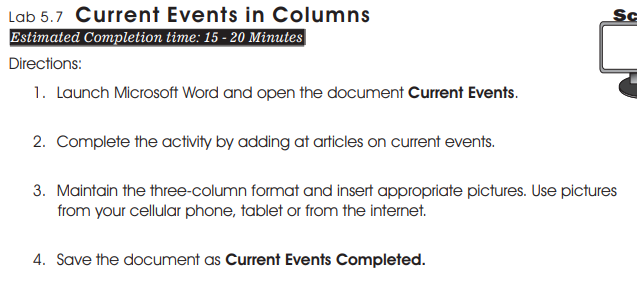 Lab 5.7 Current Events in Columns
Sc
Estimated Completion time: 15 - 20 Minutes
Directions:
1. Launch Microsoft Word and open the document Current Events.
2. Complete the activity by adding at articles on current events.
3. Maintain the three-column format and insert appropriate pictures. Use pictures
from your cellular phone, tablet or from the internet.
4. Save the document as Current Events Completed.